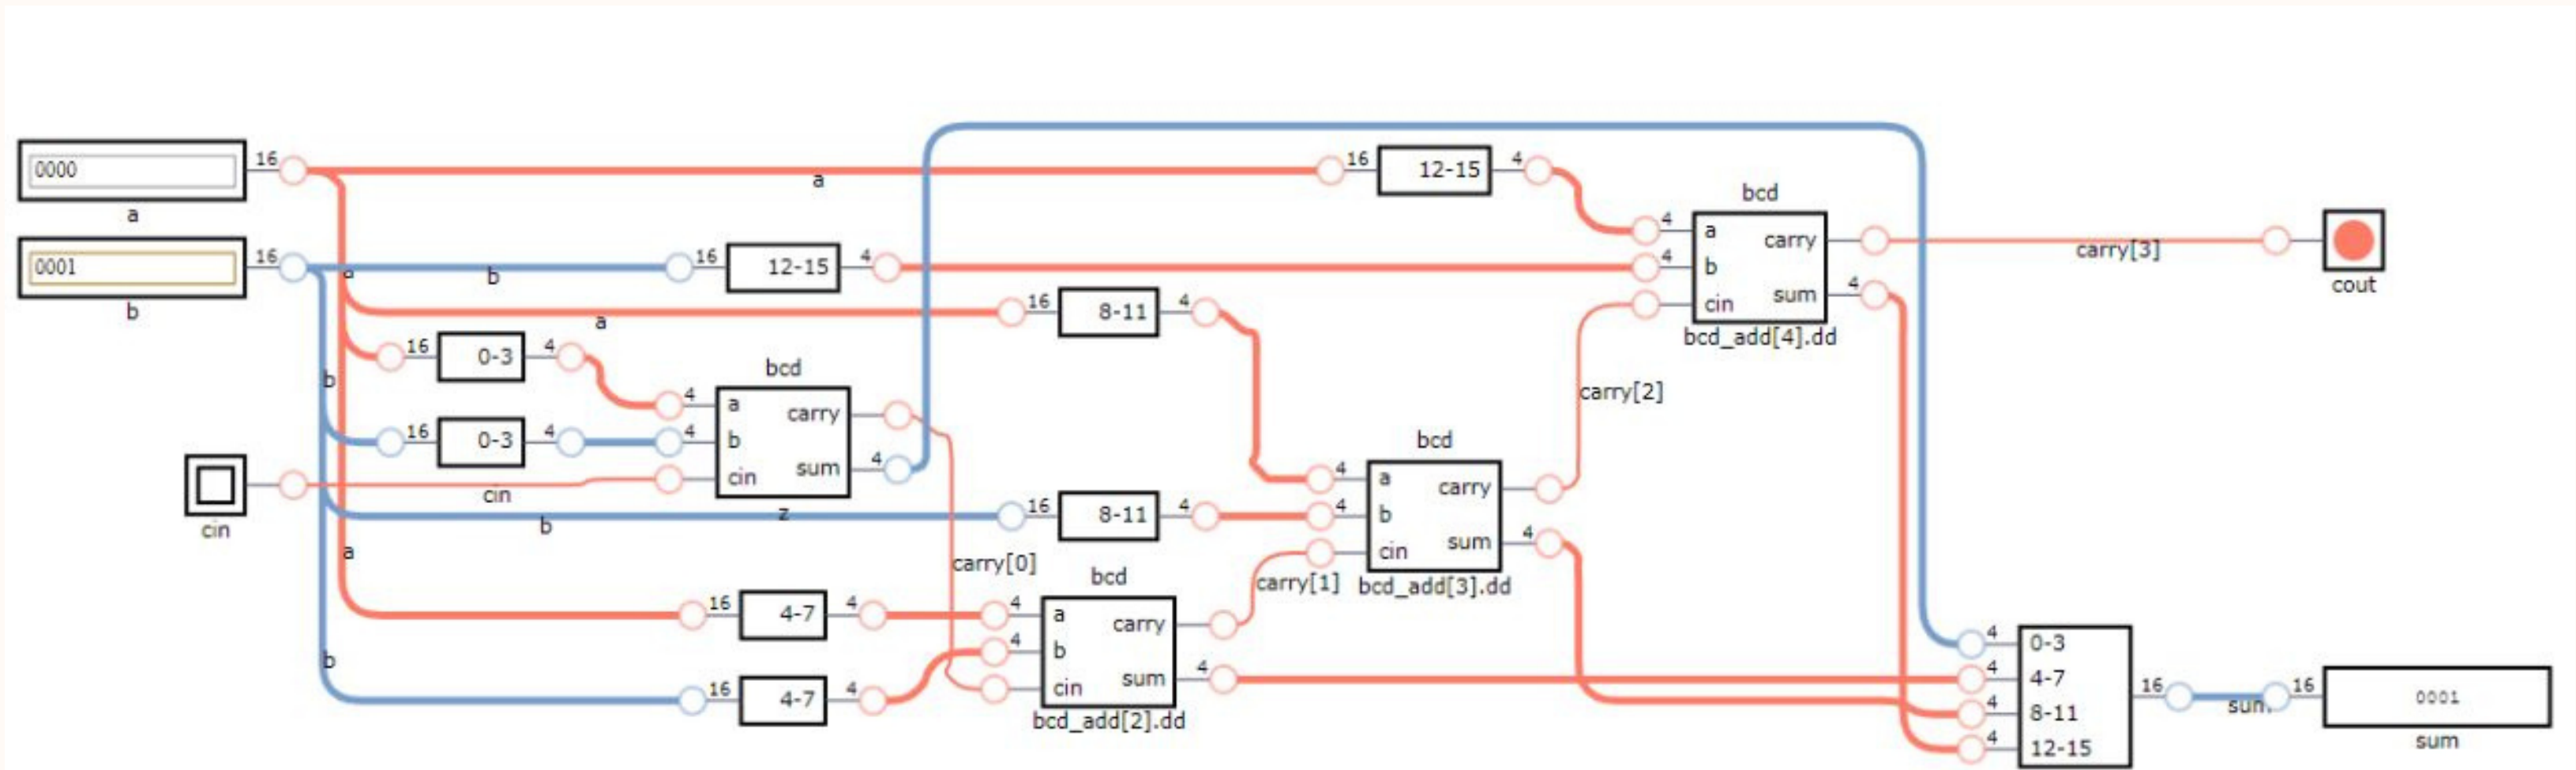 0000
16
a
a
16
12-15
4
bcd
4
a
4
b
cin
carry
4
sum
bcd_add[4].dd
carry[3]
cout
0001
16
b
a
b
16
12-15
4
a
16
8-11
4
b
16
0-3
4
bcd
4
a
4
b
cin
carry
4
sum
z
16
0-3
4
cin
cin
b
16
8-11
4
carry[2]
bcd
4
a
4
b
cin
carry
4
sum
bcd_add[3].dd
a
carry[0]
carry[1]
16
4-7
4
bcd
4
a
4
b
cin
carry
4
sum
bcd_add[2].dd
b
16
4-7
4
4
0-3
4
4-7
4
8-11
4
12-15
16
sum
16
0001
sum